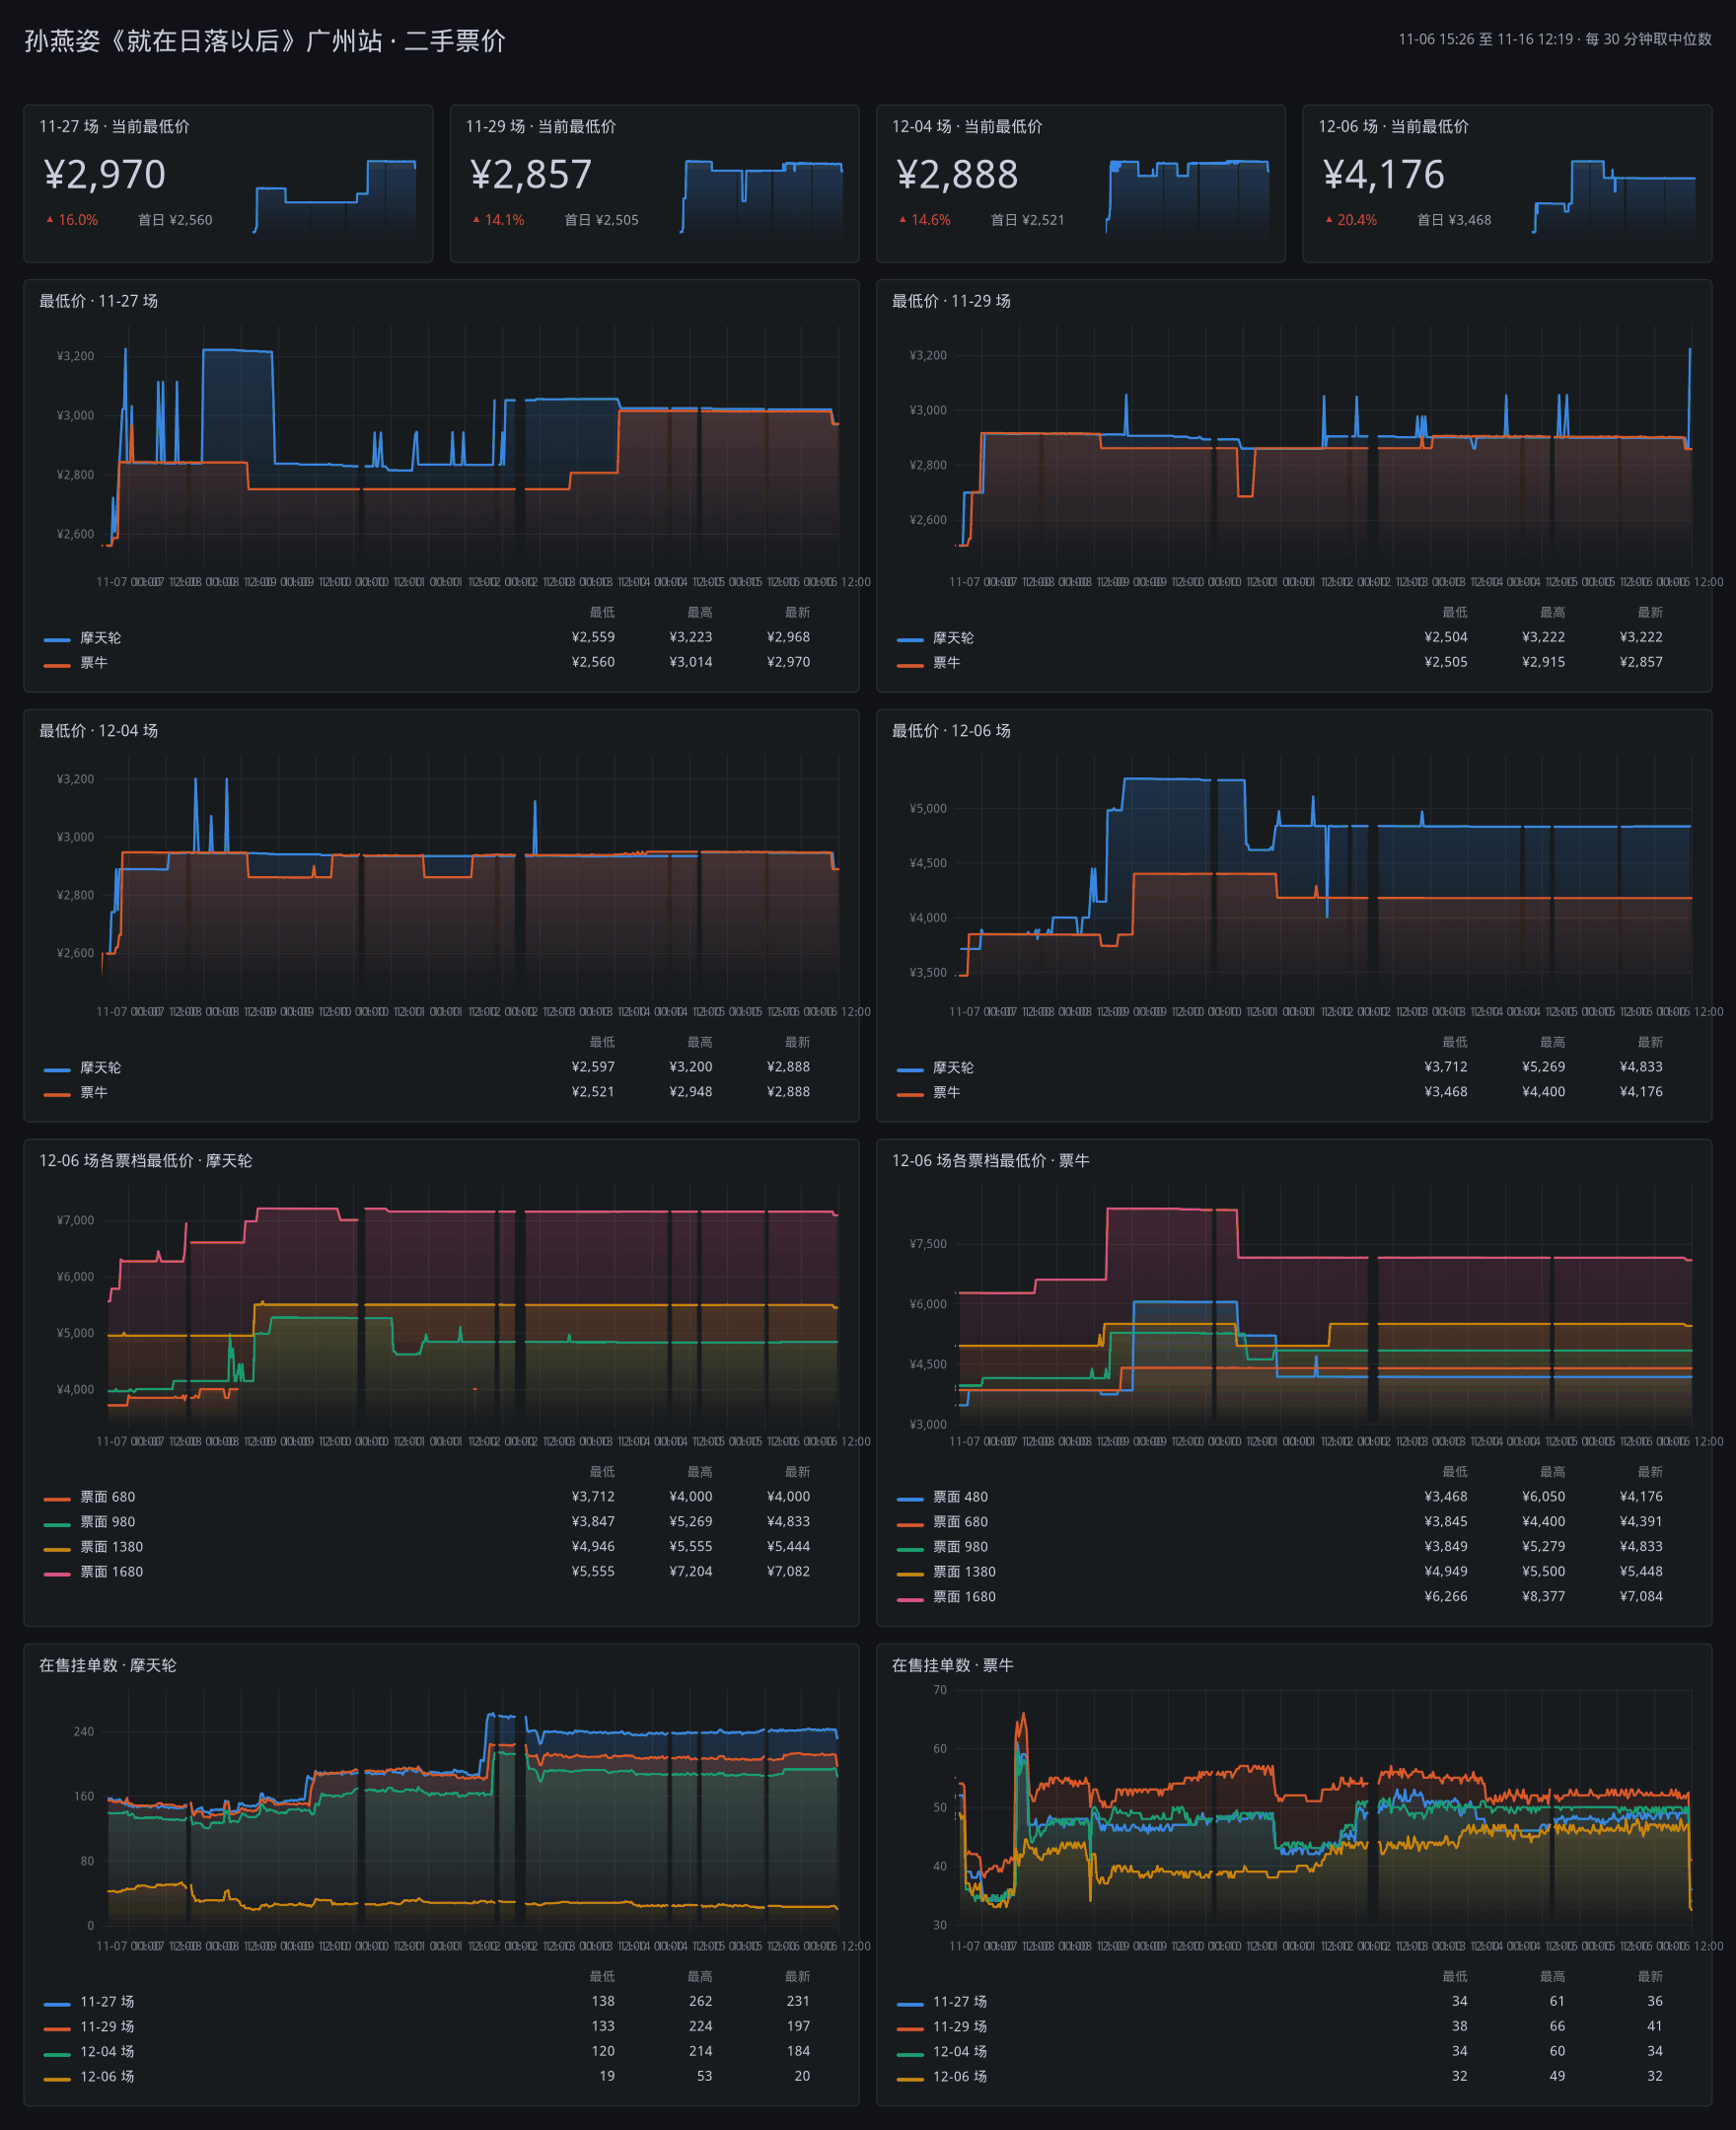 孙燕姿《就在日落以后》广州站 · 二手票价
11-06 15:26 至 11-16 12:19 · 每 30 分钟取中位数
11-27 场 · 当前最低价
¥2,970
▲ 16.0% 首日 ¥2,560
11-29 场 · 当前最低价
¥2,857
▲ 14.1% 首日 ¥2,505
12-04 场 · 当前最低价
¥2,888
▲ 14.6% 首日 ¥2,521
12-06 场 · 当前最低价
¥4,176
▲ 20.4% 首日 ¥3,468
最低价 · 11-27 场
¥3,200
¥3,000
¥2,800
¥2,600
最低 最高 最新
摩天轮 ¥2,559 ¥3,223 ¥2,968
票牛 ¥2,560 ¥3,014 ¥2,970
最低价 · 11-29 场
¥3,200
¥3,000
¥2,800
¥2,600
最低 最高 最新
摩天轮 ¥2,504 ¥3,222 ¥3,222
票牛 ¥2,505 ¥2,915 ¥2,857
最低价 · 12-04 场
¥3,200
¥3,000
¥2,800
¥2,600
最低 最高 最新
摩天轮 ¥2,597 ¥3,200 ¥2,888
票牛 ¥2,521 ¥2,948 ¥2,888
最低价 · 12-06 场
¥5,000
¥4,500
¥4,000
¥3,500
最低 最高 最新
摩天轮 ¥3,712 ¥5,269 ¥4,833
票牛 ¥3,468 ¥4,400 ¥4,176
12-06 场各票档最低价 · 摩天轮
¥7,000
¥6,000
¥5,000
¥4,000
最低 最高 最新
票面 680 ¥3,712 ¥4,000 ¥4,000
票面 980 ¥3,847 ¥5,269 ¥4,833
票面 1380 ¥4,946 ¥5,555 ¥5,444
票面 1680 ¥5,555 ¥7,204 ¥7,082
12-06 场各票档最低价 · 票牛
¥7,500
¥6,000
¥4,500
¥3,000
最低 最高 最新
票面 480 ¥3,468 ¥6,050 ¥4,176
票面 680 ¥3,845 ¥4,400 ¥4,391
票面 980 ¥3,849 ¥5,279 ¥4,833
票面 1380 ¥4,949 ¥5,500 ¥5,448
票面 1680 ¥6,266 ¥8,377 ¥7,084
在售挂单数 · 摩天轮
240
160
80
0
最低 最高 最新
11-27 场 138 262 231
11-29 场 133 224 197
12-04 场 120 214 184
12-06 场 19 53 20
在售挂单数 · 票牛
70
60
50
40
30
最低 最高 最新
11-27 场 34 61 36
11-29 场 38 66 41
12-04 场 34 60 34
12-06 场 32 49 32